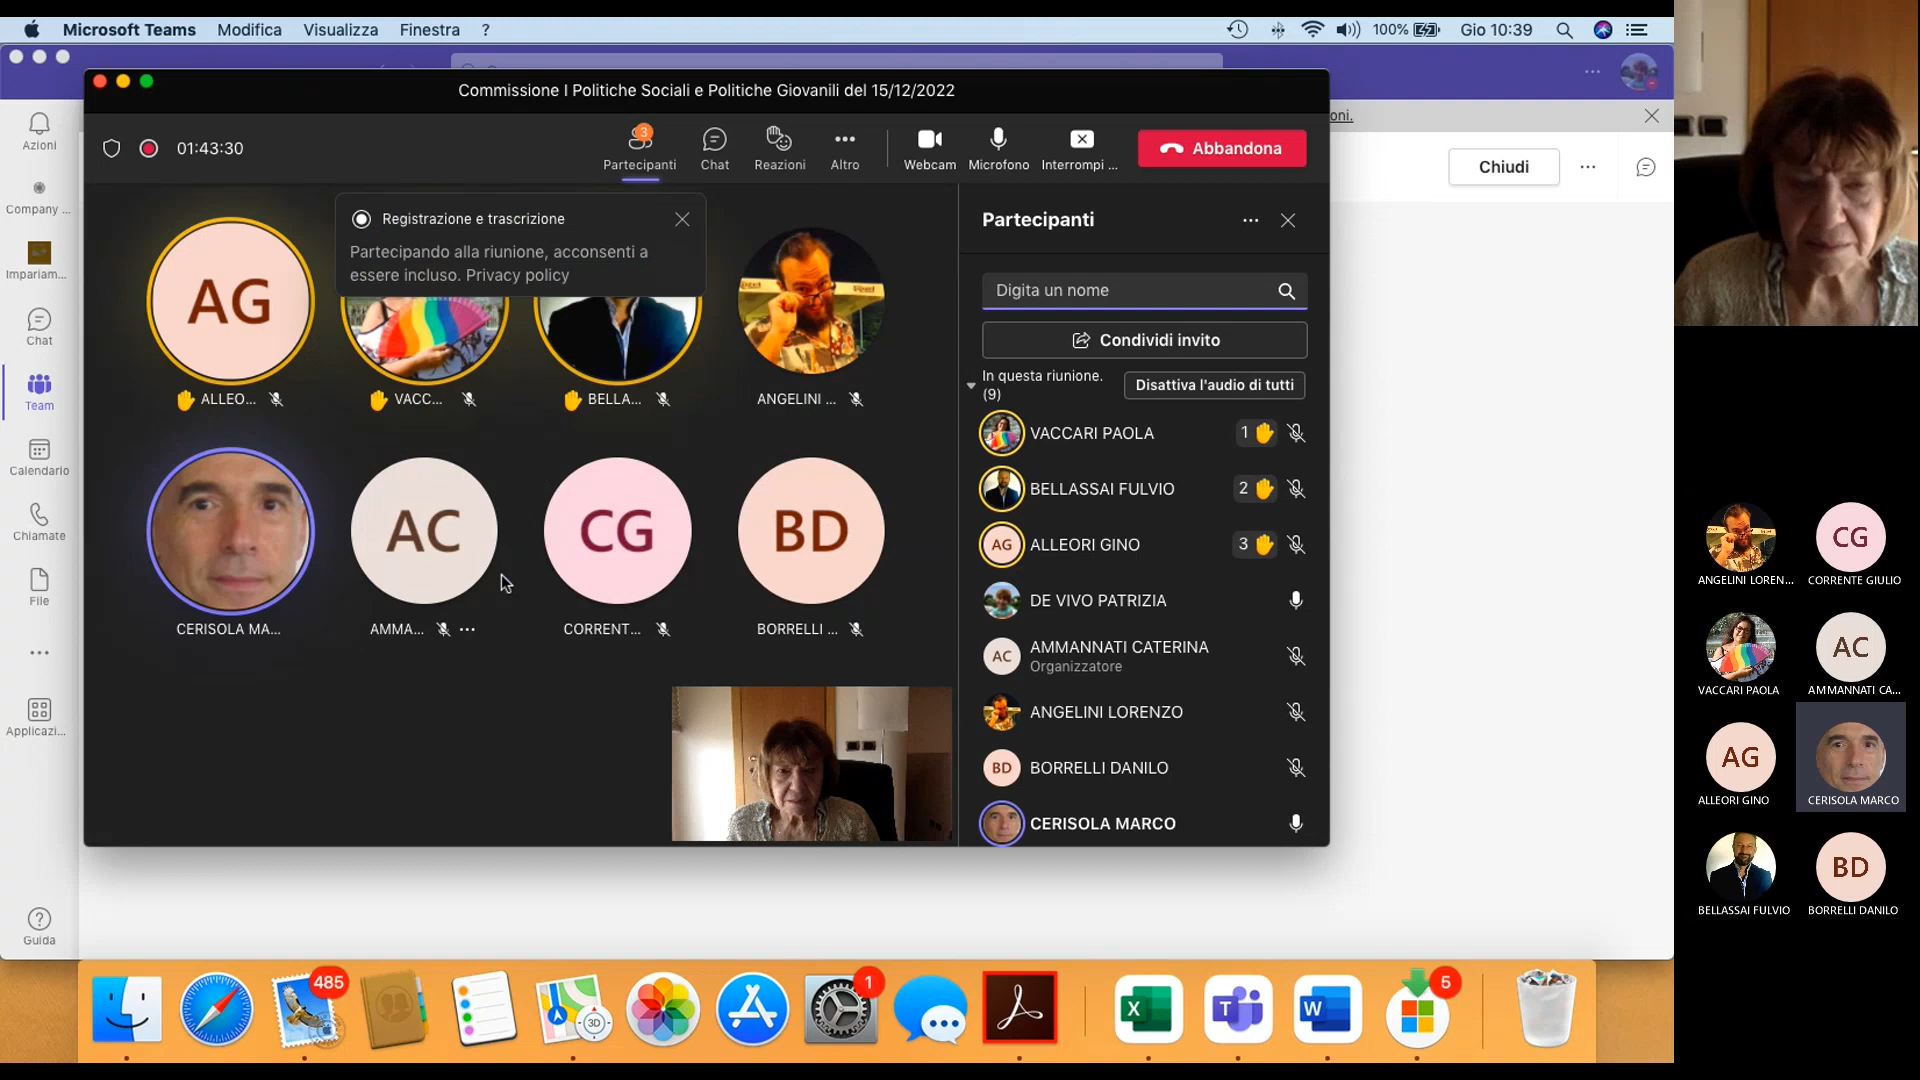 Microsoft Teams Modifica Visualizza Finestra ?
100% Gio 10:39
Commissione I Politiche Sociali e Politiche Giovanili del 15/12/2022
oni.
01:43:30
3
Partecipanti Chat Reazioni Altro Webcam Microfono Interrompi ...
Abbandona
Chiudi
Azioni
Company ...
Impariam...
Chat
Team
Calendario
Chiamate
File
Applicazi...
Guida
Registrazione e trascrizione
Partecipando alla riunione, acconsenti a
essere incluso. Privacy policy
AG
ALLEO... VACC... BELLA... ANGELINI ...
AC CG BD
CERISOLA MA... AMMA... CORRENT... BORRELLI ...
Partecipanti
Digita un nome
Condividi invito
In questa riunione.
(9)
Disattiva l'audio di tutti
VACCARI PAOLA 1
BELLASSAI FULVIO 2
AG ALLEORI GINO 3
DE VIVO PATRIZIA
AC AMMANNATI CATERINA
Organizzatore
ANGELINI LORENZO
BD BORRELLI DANILO
CERISOLA MARCO
CG
ANGELINI LOREN... CORRENTE GIULIO
AC
VACCARI PAOLA AMMANNATI CA...
AG
ALLEORI GINO CERISOLA MARCO
BD
BELLASSAI FULVIO BORRELLI DANILO
485
3D
1
X
T
W
5